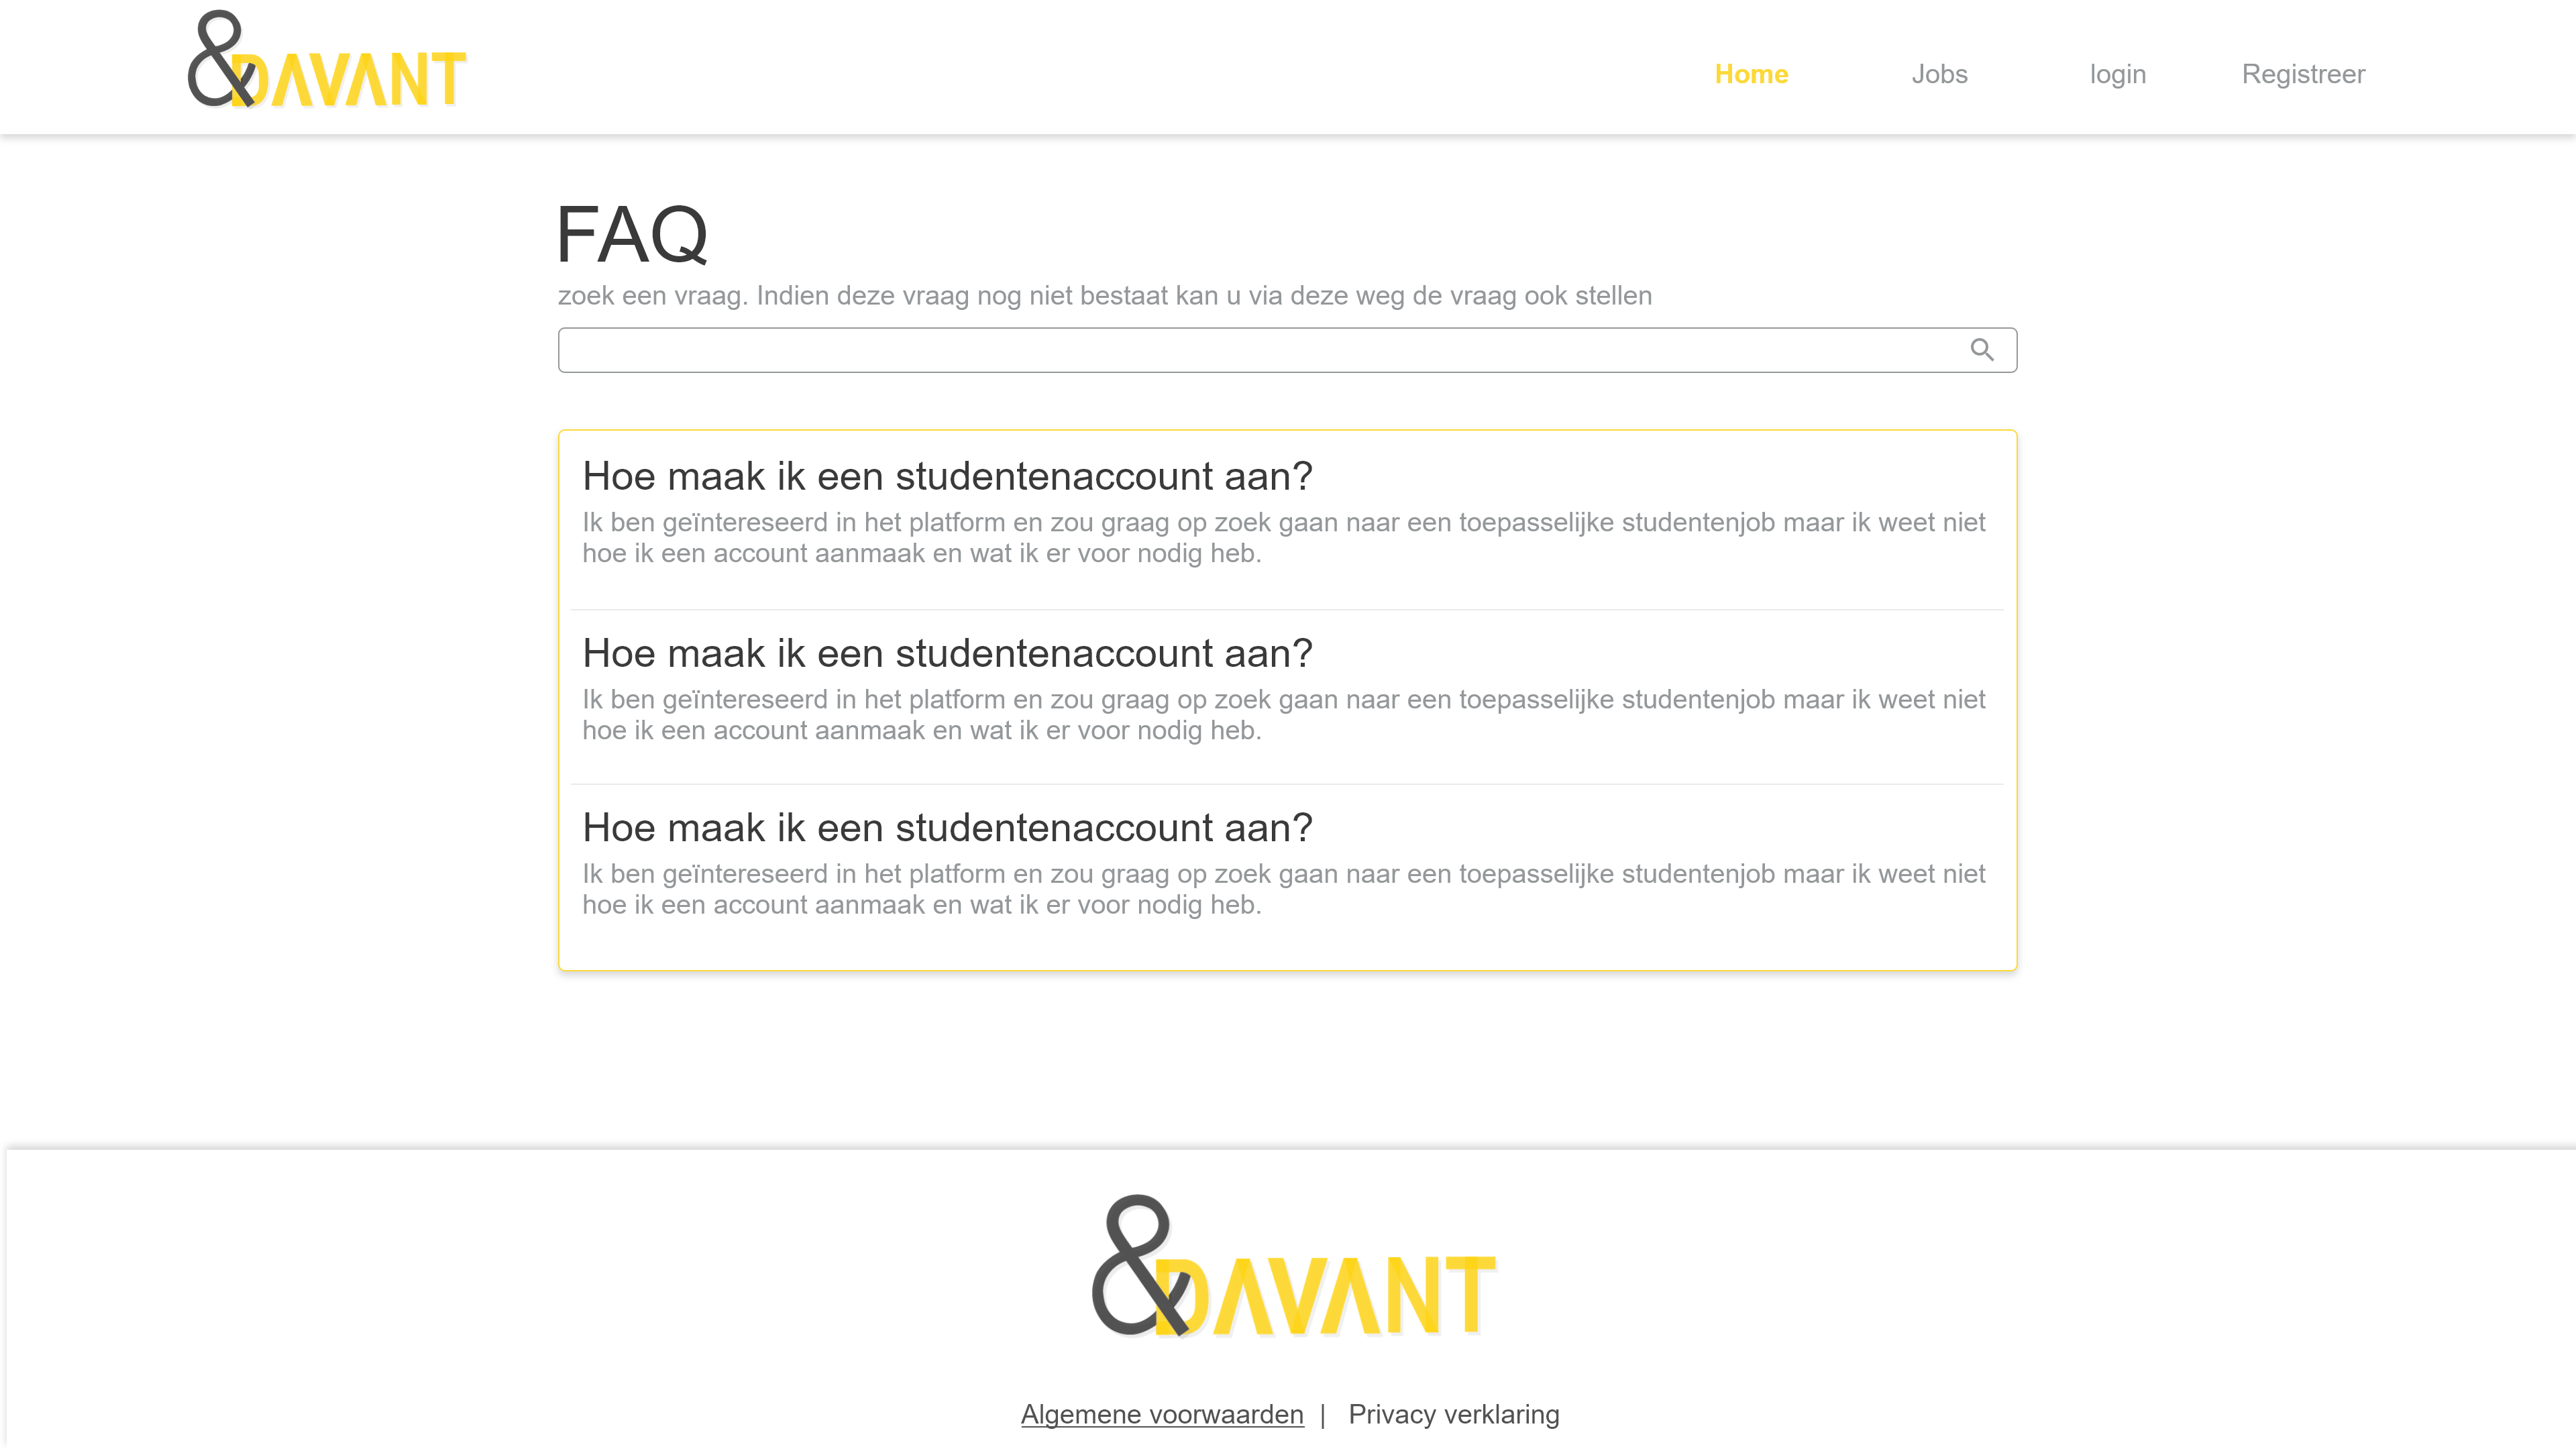 &DAVANT
Home Jobs login Registreer
FAQ
zoek een vraag. Indien deze vraag nog niet bestaat kan u via deze weg de vraag ook stellen
Hoe maak ik een studentenaccount aan?
Ik ben geïntereseerd in het platform en zou graag op zoek gaan naar een toepasselijke studentenjob maar ik weet niet
hoe ik een account aanmaak en wat ik er voor nodig heb.
Hoe maak ik een studentenaccount aan?
Ik ben geïntereseerd in het platform en zou graag op zoek gaan naar een toepasselijke studentenjob maar ik weet niet
hoe ik een account aanmaak en wat ik er voor nodig heb.
Hoe maak ik een studentenaccount aan?
Ik ben geïntereseerd in het platform en zou graag op zoek gaan naar een toepasselijke studentenjob maar ik weet niet
hoe ik een account aanmaak en wat ik er voor nodig heb.
&DAVANT
Algemene voorwaarden | Privacy verklaring